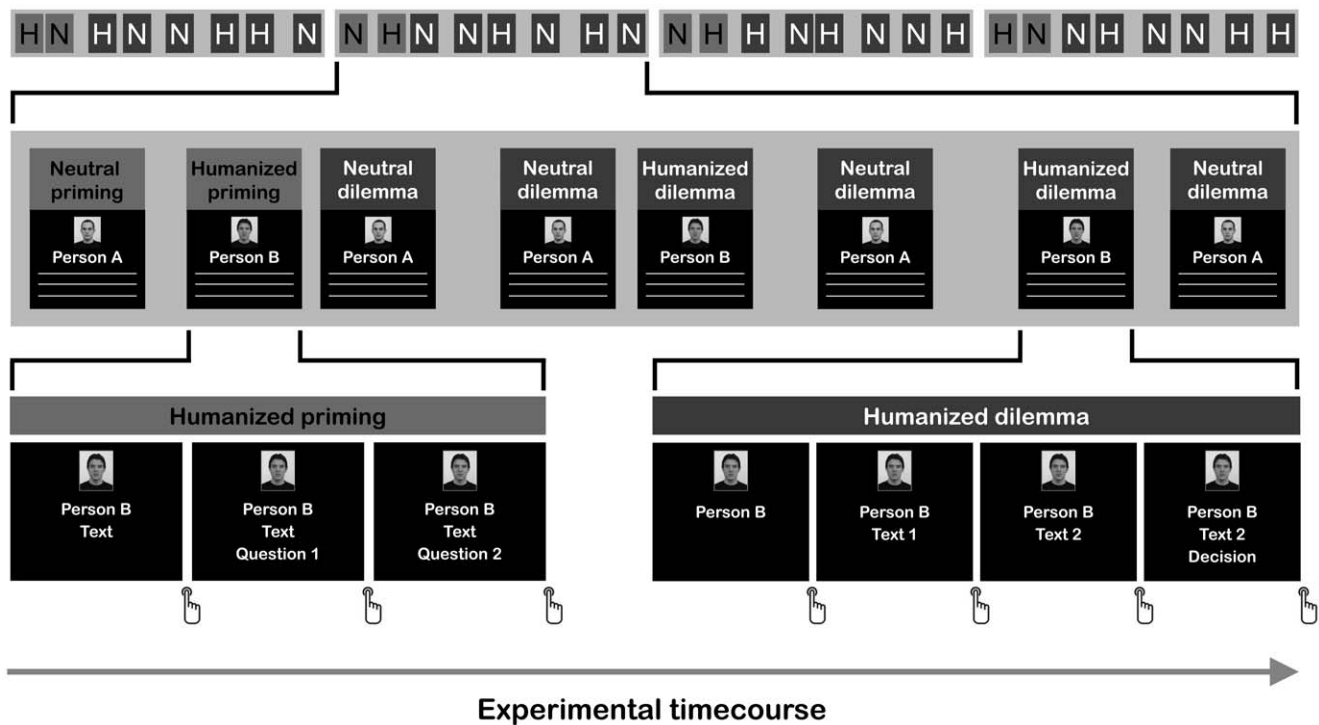 H N H N N H H N N H N N H N H N N H H N H N N H H N N H N N H H
Neutral priming Humanized priming Neutral dilemma Neutral dilemma Humanized dilemma Neutral dilemma Humanized dilemma Neutral dilemma
Person A Person B Person A Person A Person B Person A Person B Person A
Humanized priming Humanized dilemma
Person B Person B Person B Person B Person B Person B Person B
Text Text Text Text 1 Text 2 Text 2
Question 1 Question 2 Decision
Experimental timecourse